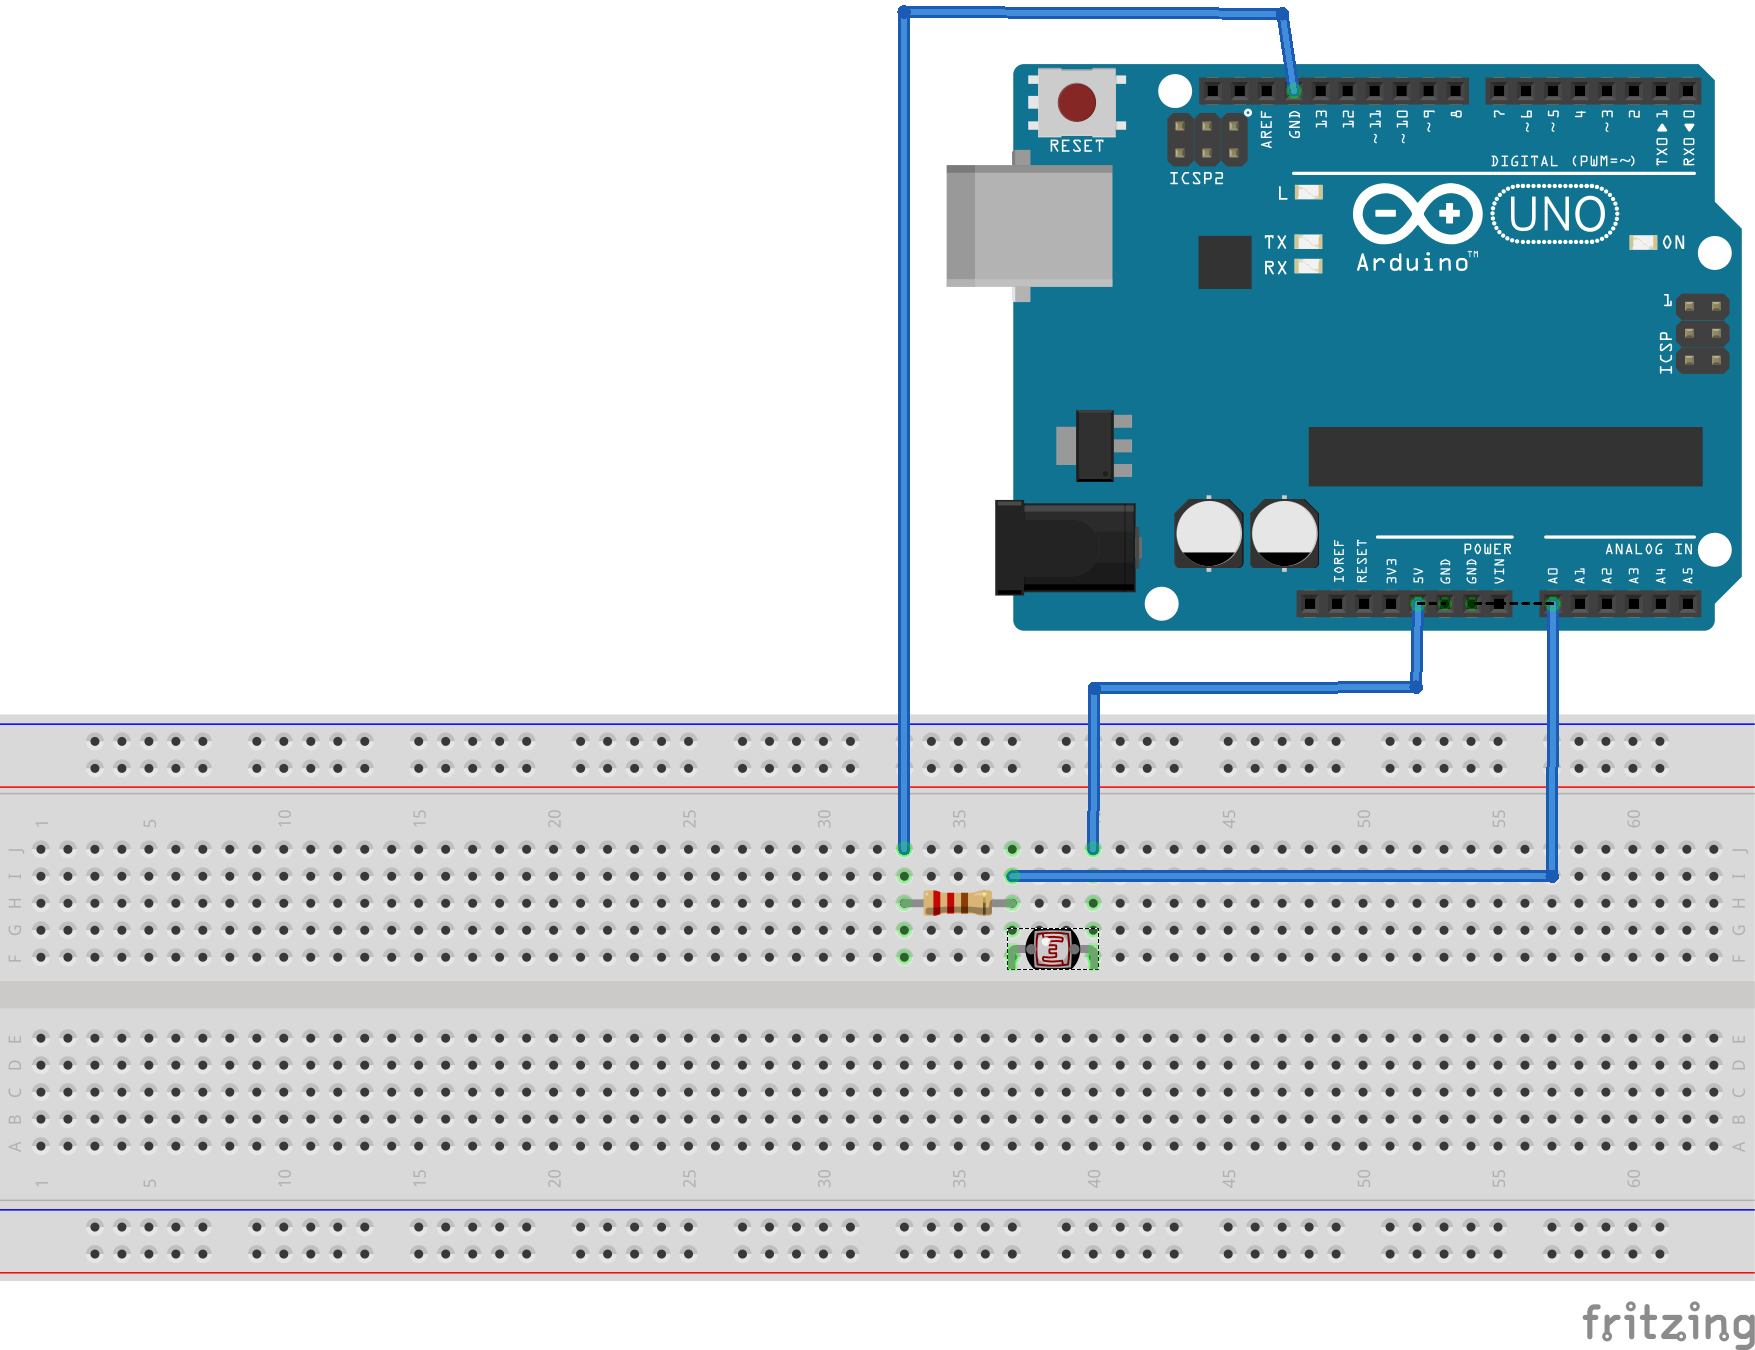 RESET
ICSP2
AREF
GND
13
12
~11
~10
~9
8
7
~6
~5
4
~3
2
TX0▶1
RX0◀0
DIGITAL (PWM=~)
L
TX
RX
Arduino™
UNO
ON
1
ICSP
IOREF
RESET
3V3
5V
GND
GND
VIN
POWER
A0
A1
A2
A3
A4
A5
ANALOG IN
1 5 10 15 20 25 30 35 45 50 55 60
J J
I I
H H
G G
F F
E E
D D
C C
B B
A A
1 5 10 15 20 25 30 35 40 45 50 55 60
fritzing